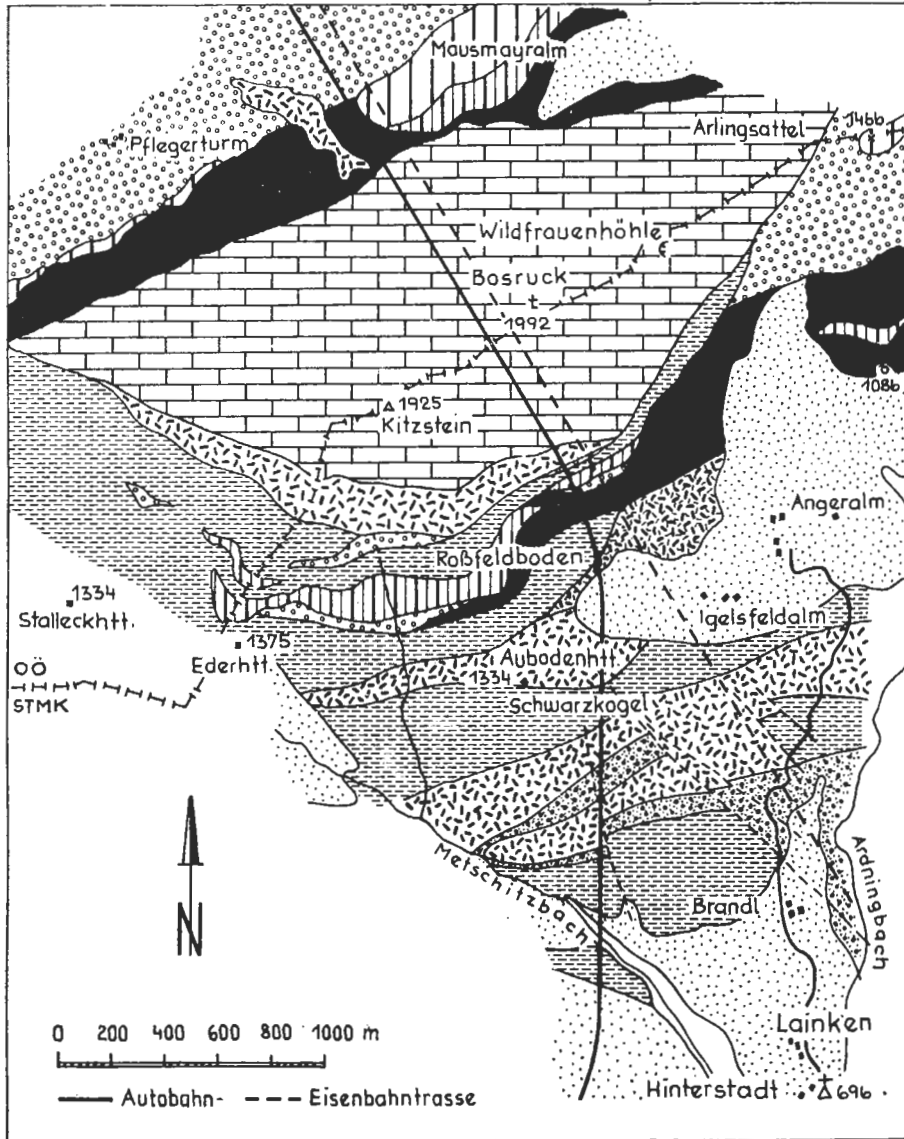 Mausmayralm
Arlingsattel
1466
Pflegerturm
Wildfrauenhöhle
Bosruck
1992
1925
Kitzstein
1086
Angeralm
Roßfeldboden
1334
Stalleckhtt.
Igelsfeldalm
1375
Ederhtt.
Aubodenhtt.
1334
OÖ
STMK
Schwarzkogel
Metschitzbach
Ardningbach
Brandl
N
Lainken
0 200 400 600 800 1000 m
Hinterstadt
696
Autobahn- Eisenbahntrasse